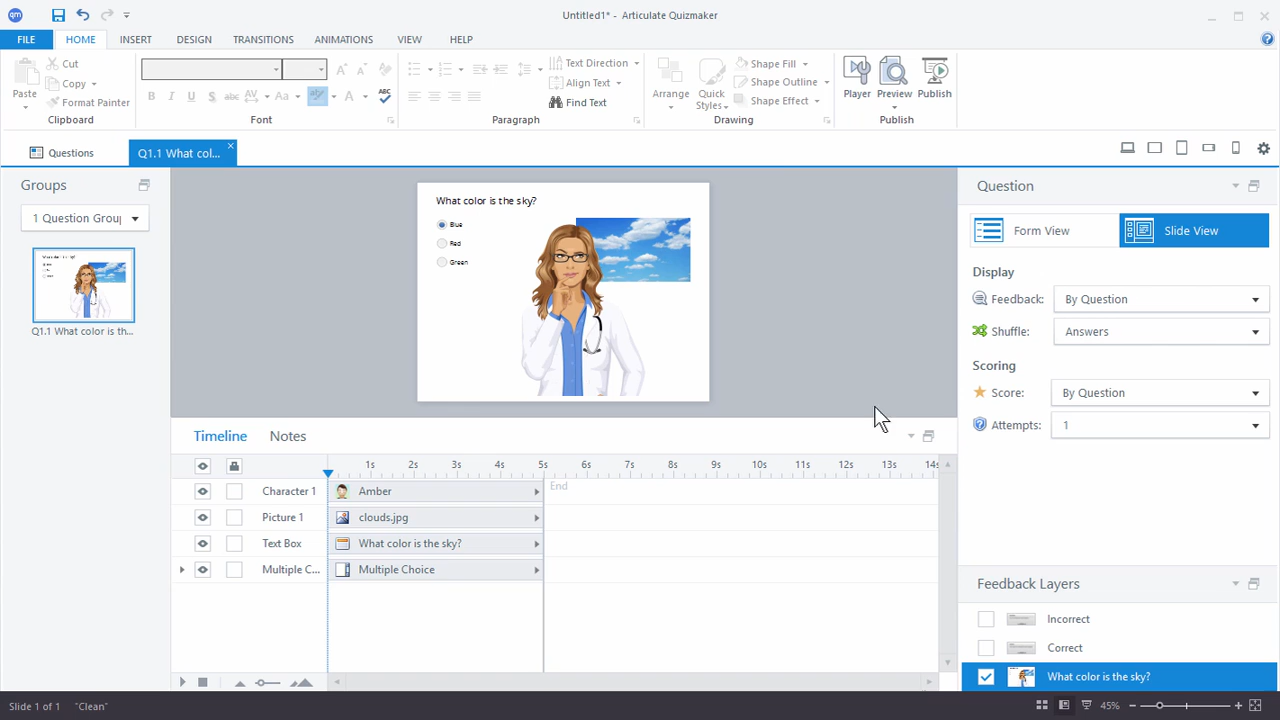 qm
Untitled1* - Articulate Quizmaker
FILE
HOME
INSERT
DESIGN
TRANSITIONS
ANIMATIONS
VIEW
HELP
Paste
Cut
Copy
Format Painter
Clipboard
B
I
U
S
abc
AV
Aa
A
ABC
Font
Text Direction
Align Text
Find Text
Paragraph
Arrange
Quick
Styles
Shape Fill
Shape Outline
Shape Effect
Drawing
Player
Preview
Publish
Publish
Questions
Q1.1 What col...
Groups
1 Question Group
Q1.1 What color is th...
What color is the sky?
Blue
Red
Green
Question
Form View
Slide View
Display
Feedback:
By Question
Shuffle:
Answers
Scoring
Score:
By Question
Attempts:
1
Timeline
Notes
1s 2s 3s 4s 5s 6s 7s 8s 9s 10s 11s 12s 13s 14s
Character 1
Amber
End
Picture 1
clouds.jpg
Text Box
What color is the sky?
Multiple C...
Multiple Choice
Feedback Layers
Incorrect
Correct
What color is the sky?
Slide 1 of 1
"Clean"
45%